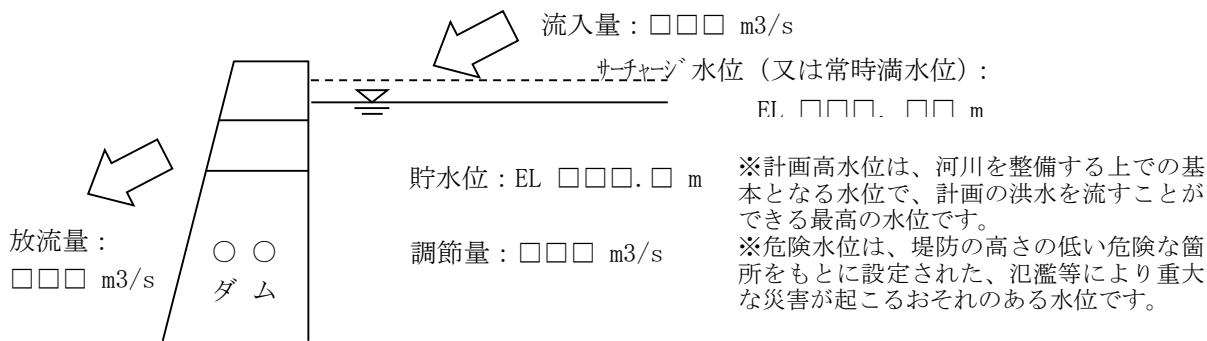 流入量：□□□ m3/s
ｻｰﾁｬｰｼﾞ水位（又は常時満水位）：
EL □□□. □□ m
貯水位：EL □□□.□ m
調節量：□□□ m3/s
放流量：
□□□ m3/s
○ ○
ダ ム
※計画高水位は、河川を整備する上での基
本となる水位で、計画の洪水を流すことが
できる最高の水位です。
※危険水位は、堤防の高さの低い危険な箇
所をもとに設定された、氾濫等により重大
な災害が起こるおそれのある水位です。